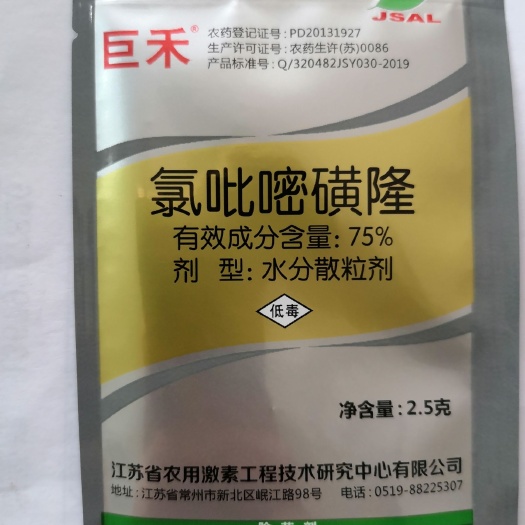 JSAL
巨禾®
农药登记证号:PD20131927
生产许可证号:农药生许(苏)0086
产品标准号:Q/320482JSY030-2019
氯吡嘧磺隆
有效成分含量:75%
剂 型:水分散粒剂
低毒
净含量:2.5克
江苏省农用激素工程技术研究中心有限公司
地址:江苏省常州市新北区岷江路98号 电话:0519-88225307
除草剂